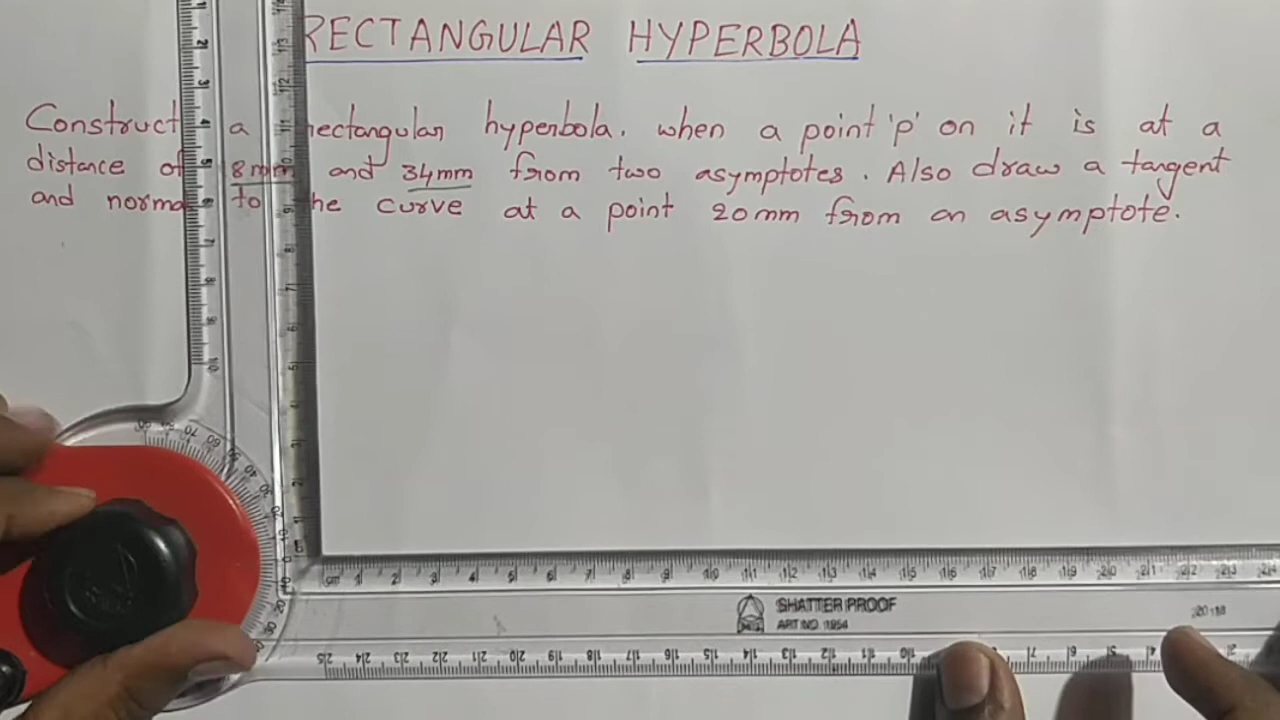 RECTANGULAR HYPERBOLA
Construct a rectangular hyperbola. when a point 'p' on it is at a
distance of 8mm and 34mm from two asymptotes. Also draw a tangent
and normal to the curve at a point 20mm from an asymptote.
SHATTER PROOF
ART NO. 1954